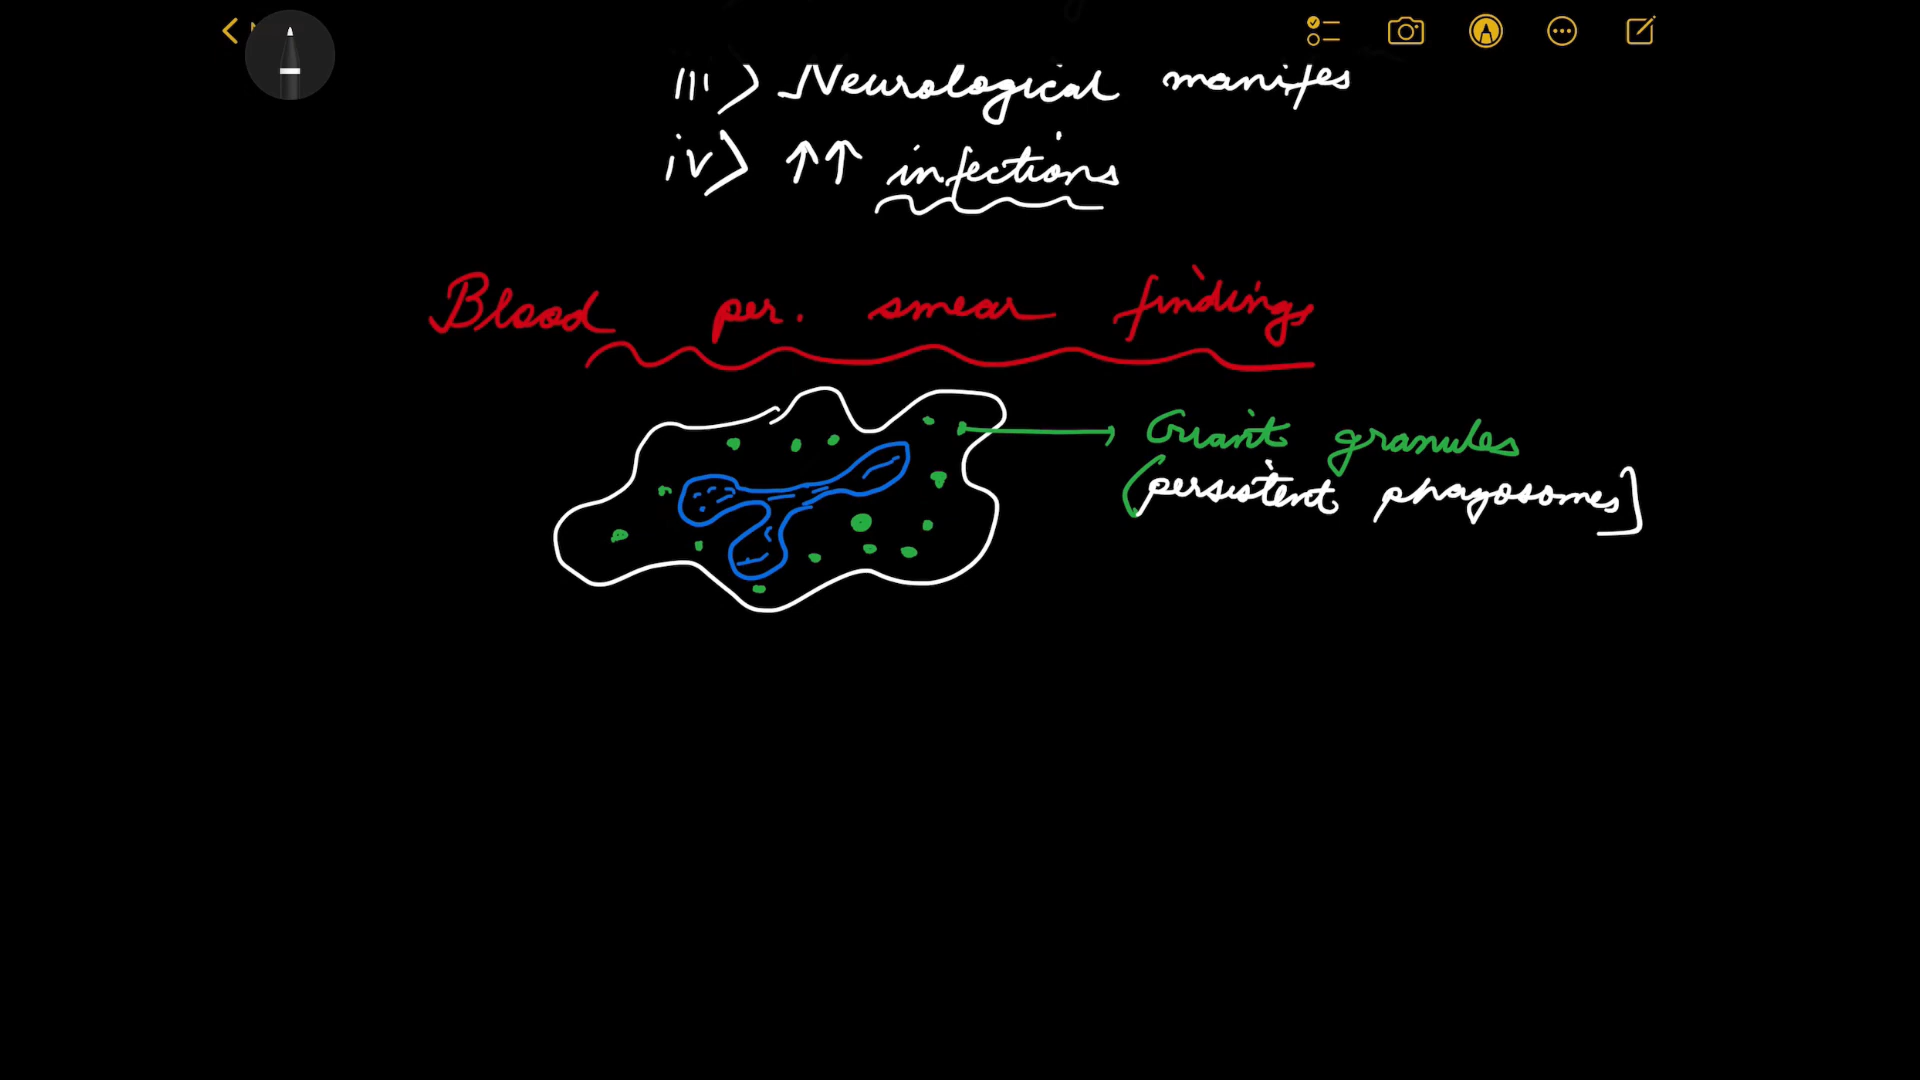 iii) Neurological manifes
iv) ↑↑ infections
Blood per. smear findings
Giant granules
(persistent phagosomes]